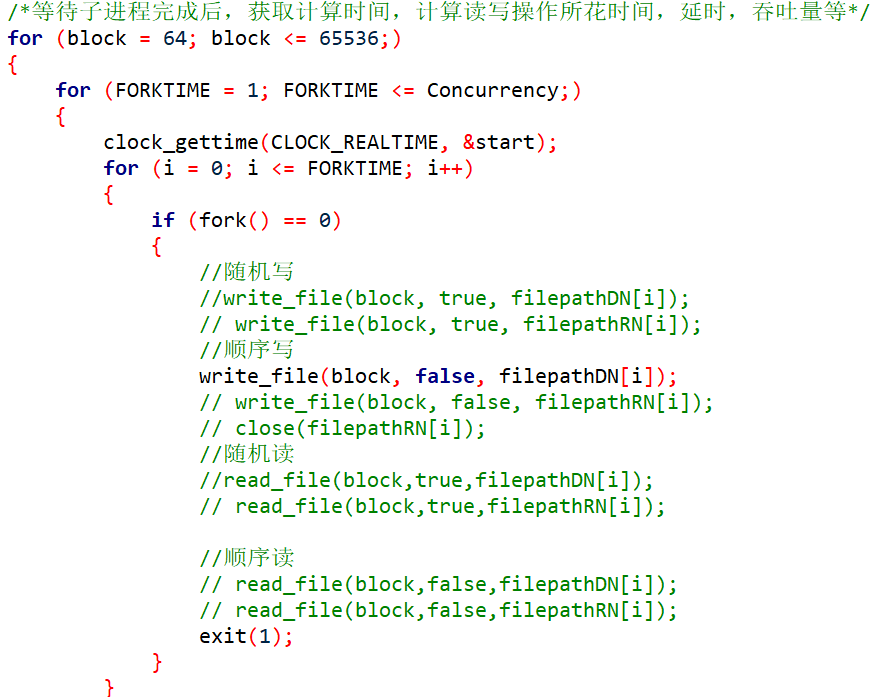 /*等待子进程完成后，获取计算时间，计算读写操作所花时间，延时，吞吐量等*/
for (block = 64; block <= 65536;)
{
    for (FORKTIME = 1; FORKTIME <= Concurrency;)
    {
        clock_gettime(CLOCK_REALTIME, &start);
        for (i = 0; i <= FORKTIME; i++)
        {
            if (fork() == 0)
            {
                //随机写
                //write_file(block, true, filepathDN[i]);
                // write_file(block, true, filepathRN[i]);
                //顺序写
                write_file(block, false, filepathDN[i]);
                // write_file(block, false, filepathRN[i]);
                // close(filepathRN[i]);
                //随机读
                //read_file(block,true,filepathDN[i]);
                // read_file(block,true,filepathRN[i]);

                //顺序读
                // read_file(block,false,filepathDN[i]);
                // read_file(block,false,filepathRN[i]);
                exit(1);
            }
        }